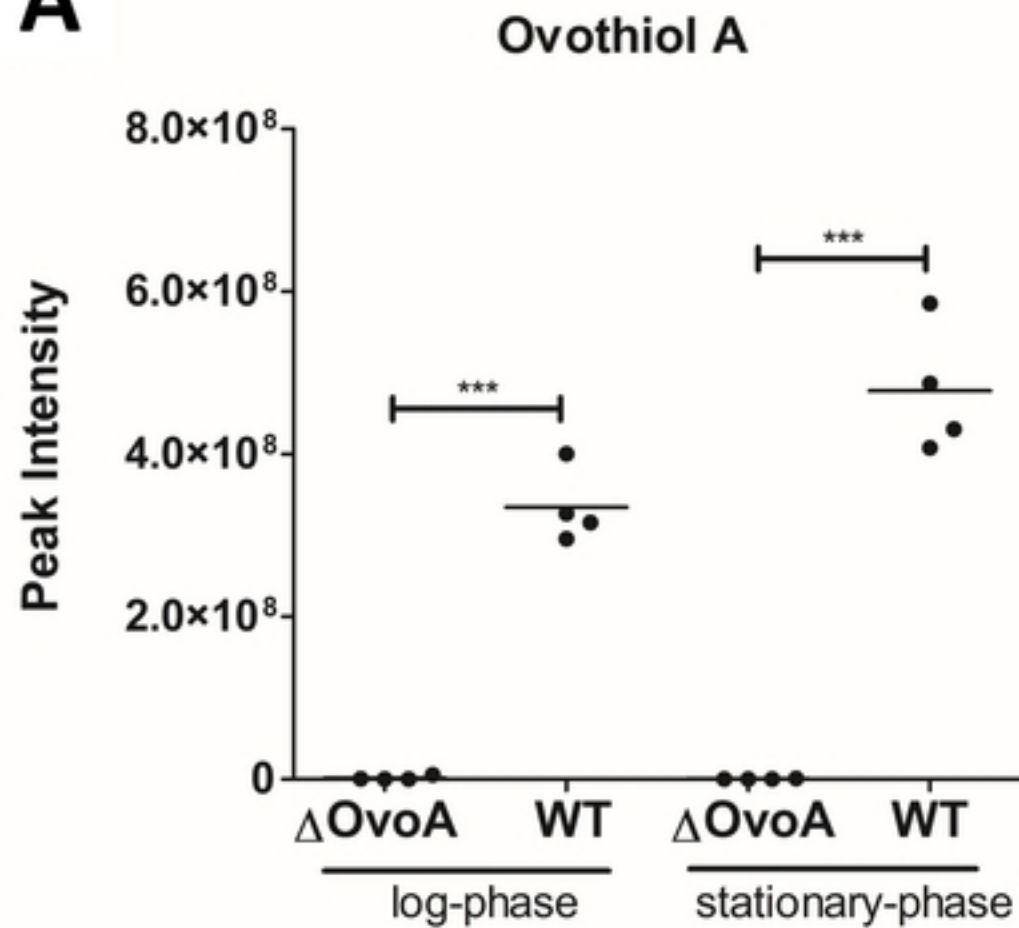 A
Ovothiol A
Peak Intensity
8.0×10⁸
6.0×10⁸
4.0×10⁸
2.0×10⁸
0
***
***
ΔOvoA WT ΔOvoA WT
log-phase stationary-phase